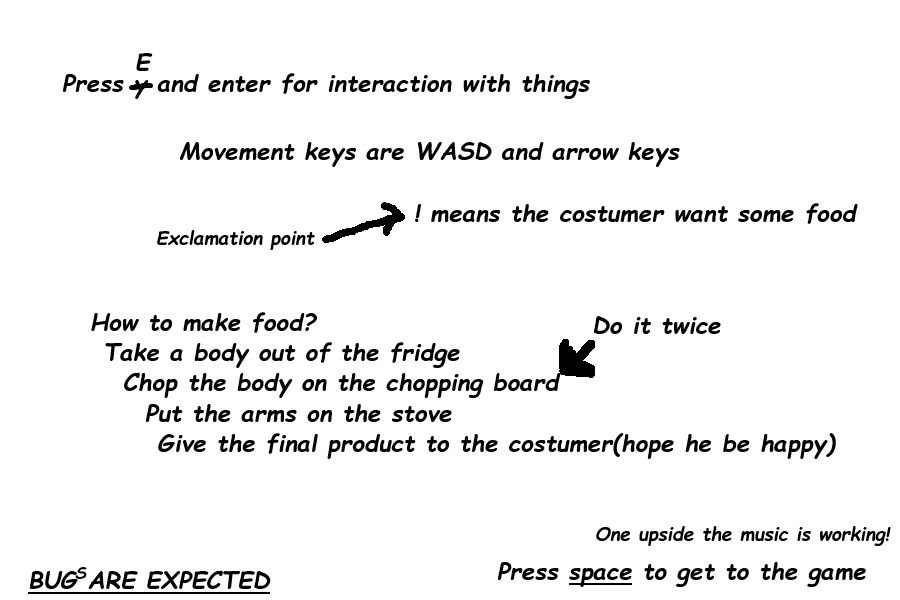 E
Press Y and enter for interaction with things
Movement keys are WASD and arrow keys
! means the costumer want some food
Exclamation point
How to make food?
Do it twice
Take a body out of the fridge
Chop the body on the chopping board
Put the arms on the stove
Give the final product to the costumer(hope he be happy)
One upside the music is working!
BUGS ARE EXPECTED
Press space to get to the game